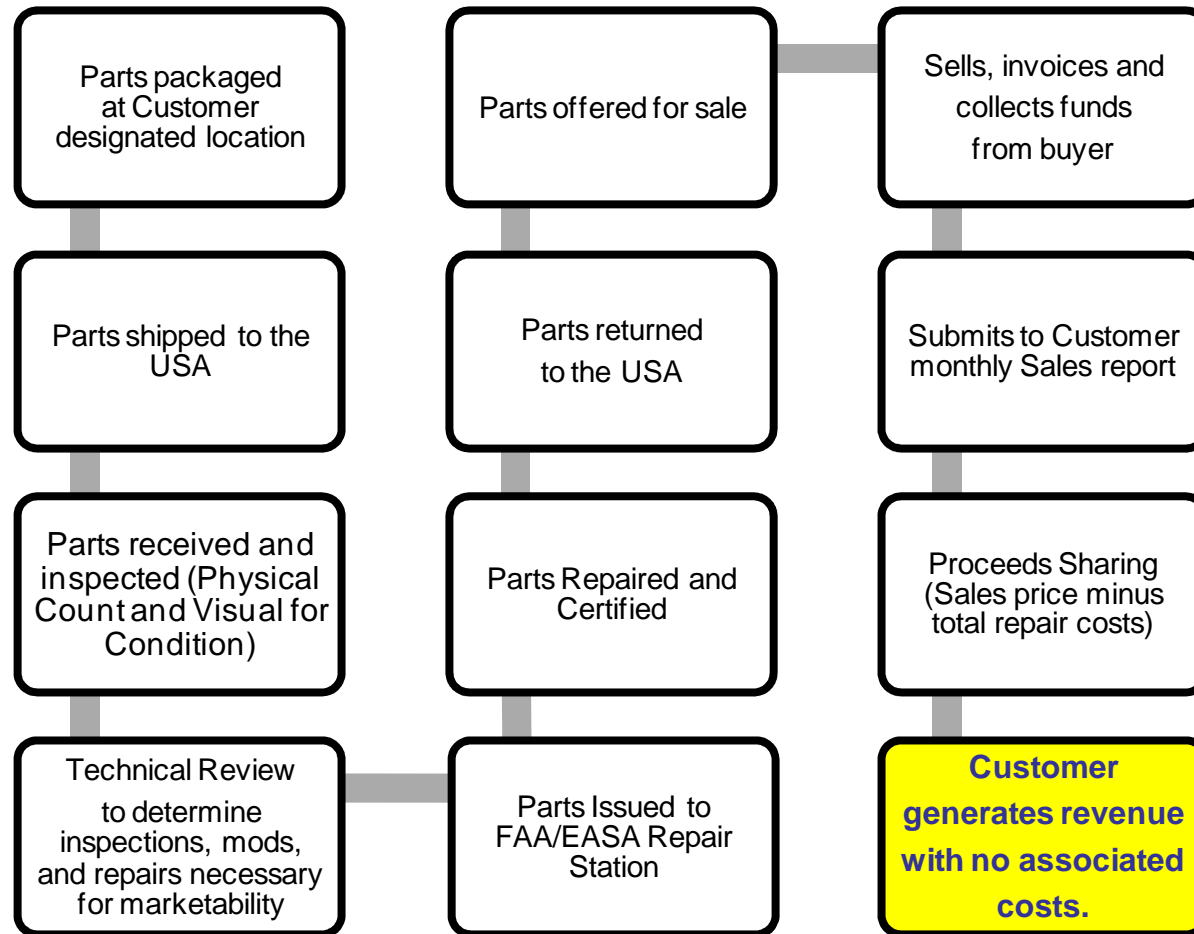 Parts packaged
at Customer
designated location
Parts shipped to the
USA
Parts received and
inspected (Physical
Count and Visual for
Condition)
Technical Review
to determine
inspections, mods,
and repairs necessary
for marketability
Parts Issued to
FAA/EASA Repair
Station
Parts Repaired and
Certified
Parts returned
to the USA
Parts offered for sale
Sells, invoices and
collects funds
from buyer
Submits to Customer
monthly Sales report
Proceeds Sharing
(Sales price minus
total repair costs)
Customer
generates revenue
with no associated
costs.